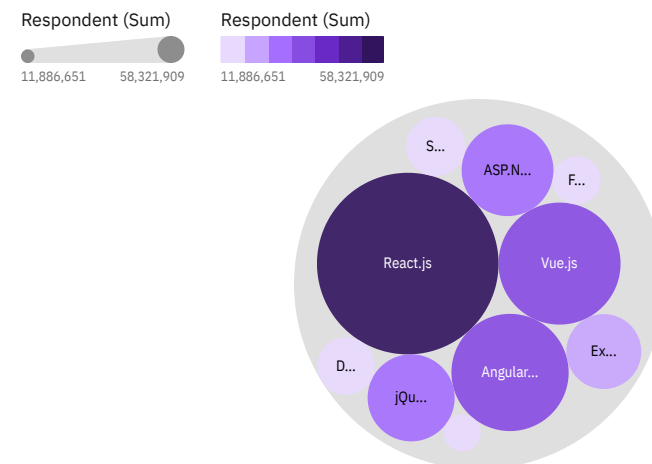 Respondent (Sum)
11,886,651 58,321,909
Respondent (Sum)
11,886,651 58,321,909
S...
ASP.N...
F...
React.js
Vue.js
Ex...
D...
Angular...
jQu...